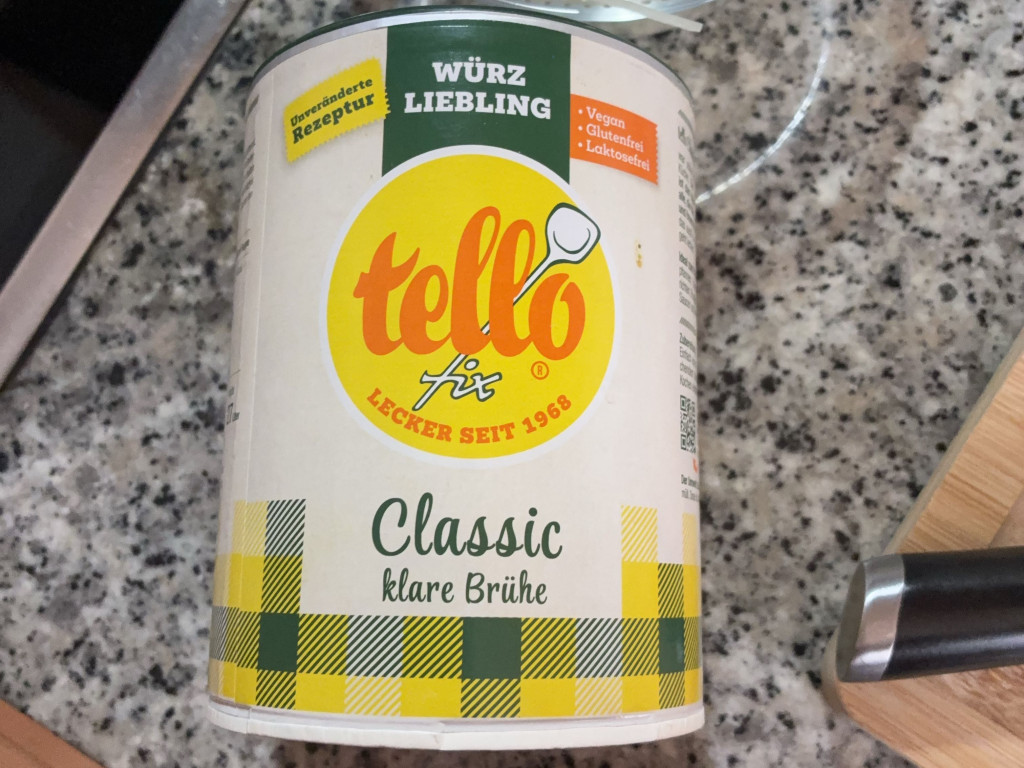 Unveränderte
Rezeptur
WÜRZ
LIEBLING
• Vegan
• Glutenfrei
• Laktosefrei
tello
fix
®
LECKER SEIT 1968
Classic
klare Brühe